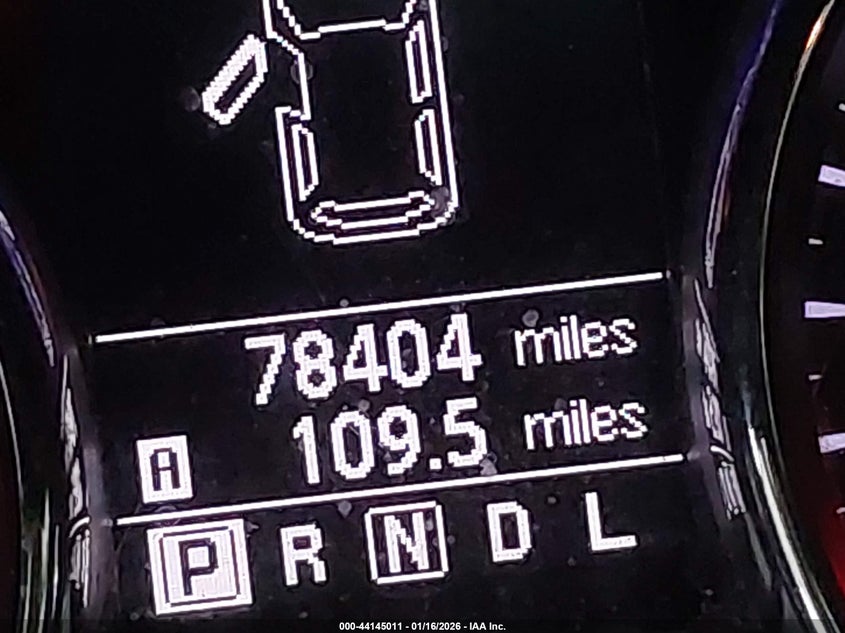 78404 miles
A 109.5 miles
P R N D L
000-44145011 - 01/16/2026 - IAA Inc.